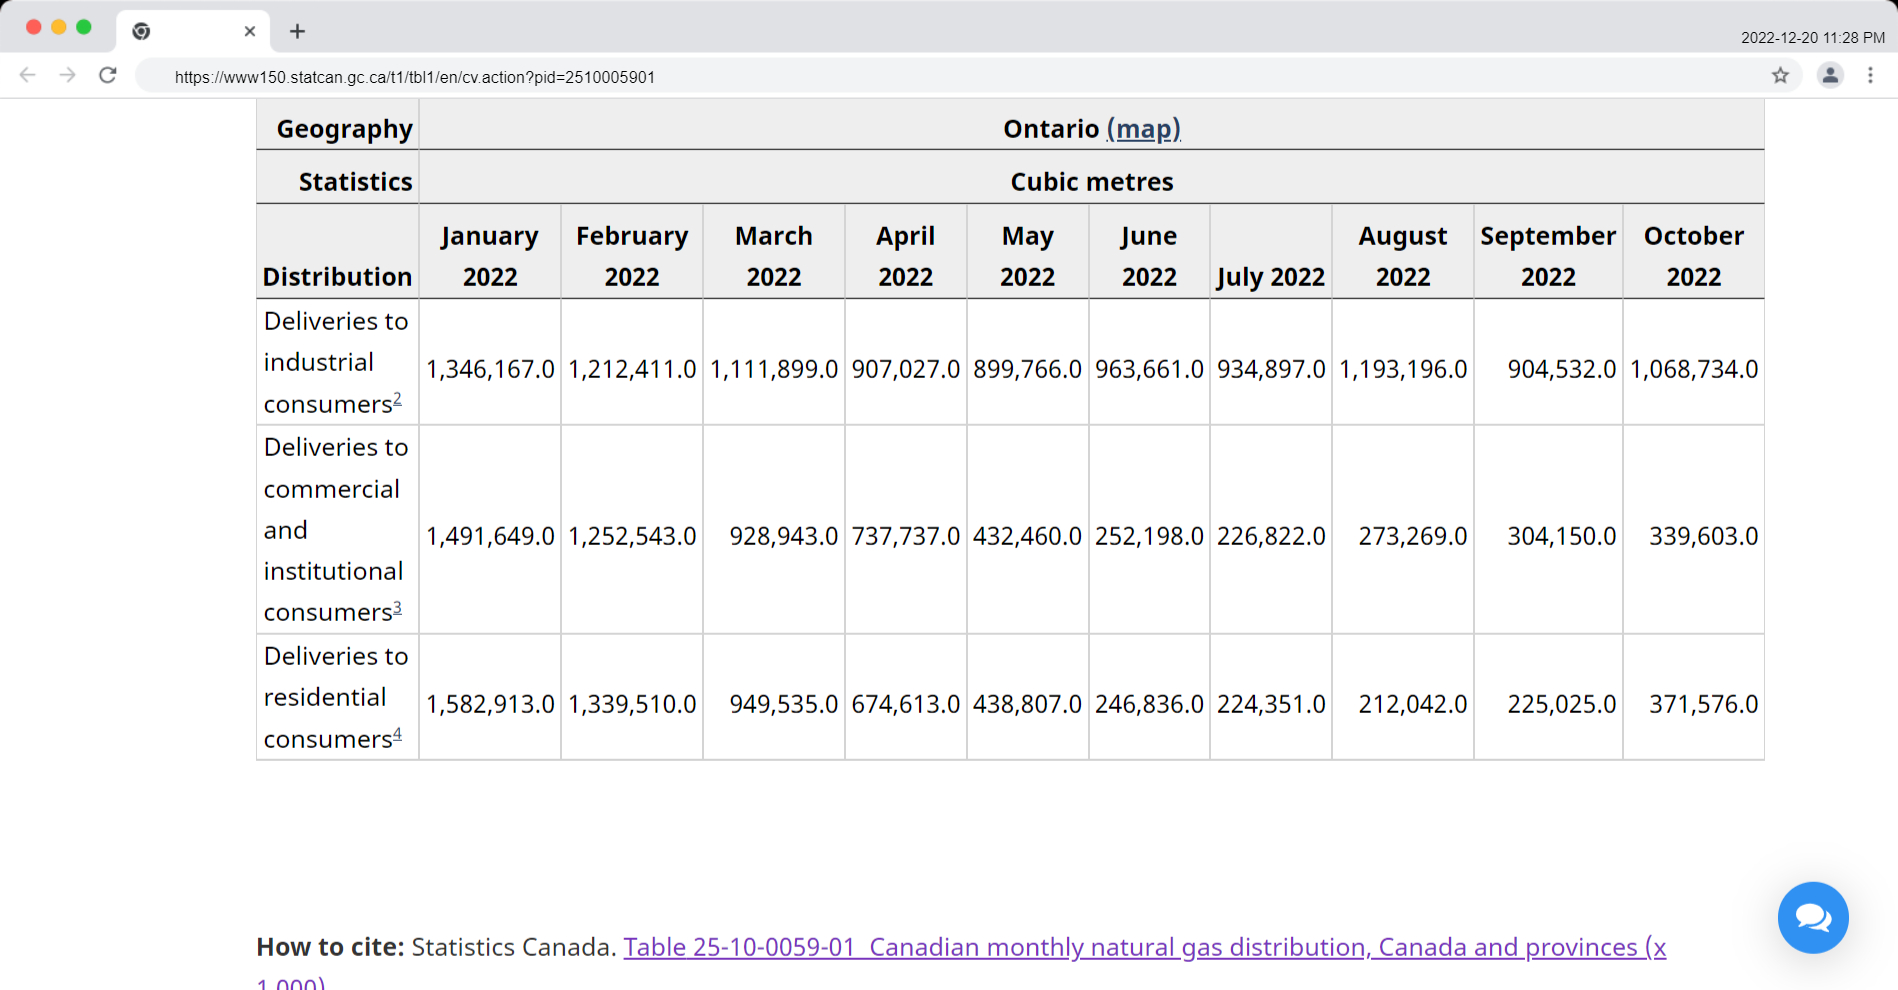 2022-12-20 11:28 PM
https://www150.statcan.gc.ca/t1/tbl1/en/cv.action?pid=2510005901
Geography Ontario (map)
Statistics Cubic metres
Distribution January 2022 February 2022 March 2022 April 2022 May 2022 June 2022 July 2022 August 2022 September 2022 October 2022
Deliveries to industrial consumers2 1,346,167.0 1,212,411.0 1,111,899.0 907,027.0 899,766.0 963,661.0 934,897.0 1,193,196.0 904,532.0 1,068,734.0
Deliveries to commercial and institutional consumers3 1,491,649.0 1,252,543.0 928,943.0 737,737.0 432,460.0 252,198.0 226,822.0 273,269.0 304,150.0 339,603.0
Deliveries to residential consumers4 1,582,913.0 1,339,510.0 949,535.0 674,613.0 438,807.0 246,836.0 224,351.0 212,042.0 225,025.0 371,576.0
How to cite: Statistics Canada. Table 25-10-0059-01 Canadian monthly natural gas distribution, Canada and provinces (x
1,000)